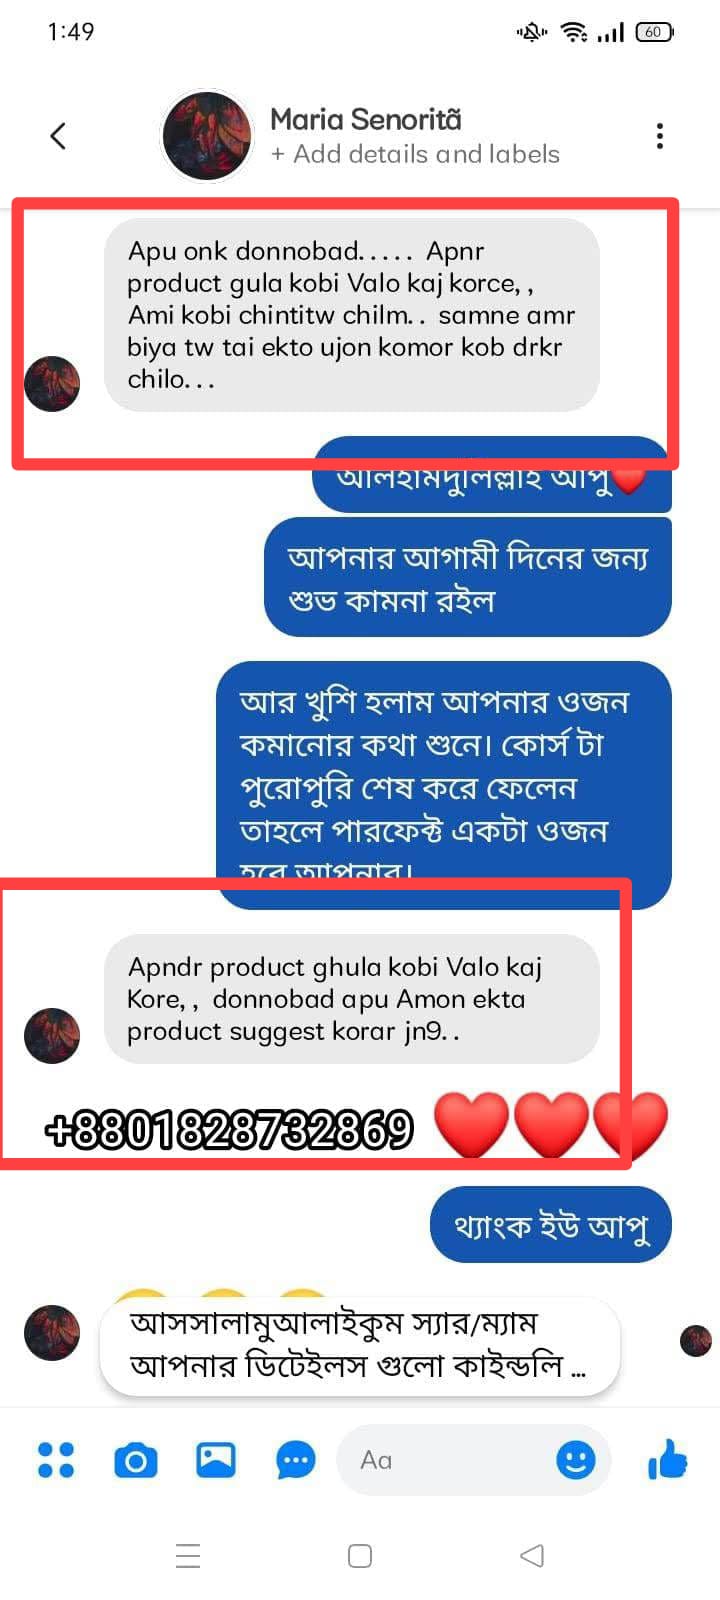 1:49
60
Maria Senoritã
+ Add details and labels
Apu onk donnobad..... Apnr
product gula kobi Valo kaj korce, ,
Ami kobi chintitw chilm. . samne amr
biya tw tai ekto ujon komor kob drkr
chilo...
আলহামদুলিল্লাহ আপু❤️
আপনার আগামী দিনের জন্য
শুভ কামনা রইল
আর খুশি হলাম আপনার ওজন
কমানোর কথা শুনে। কোর্স টা
পুরোপুরি শেষ করে ফেলেন
তাহলে পারফেক্ট একটা ওজন
হবে আপনার।
Apndr product ghula kobi Valo kaj
Kore, , donnobad apu Amon ekta
product suggest korar jn9. .
+8801828732869 ❤️❤️❤️
থ্যাংক ইউ আপু
আসসালামুআলাইকুম স্যার/ম্যাম
আপনার ডিটেইলস গুলো কাইন্ডলি ...
Aa